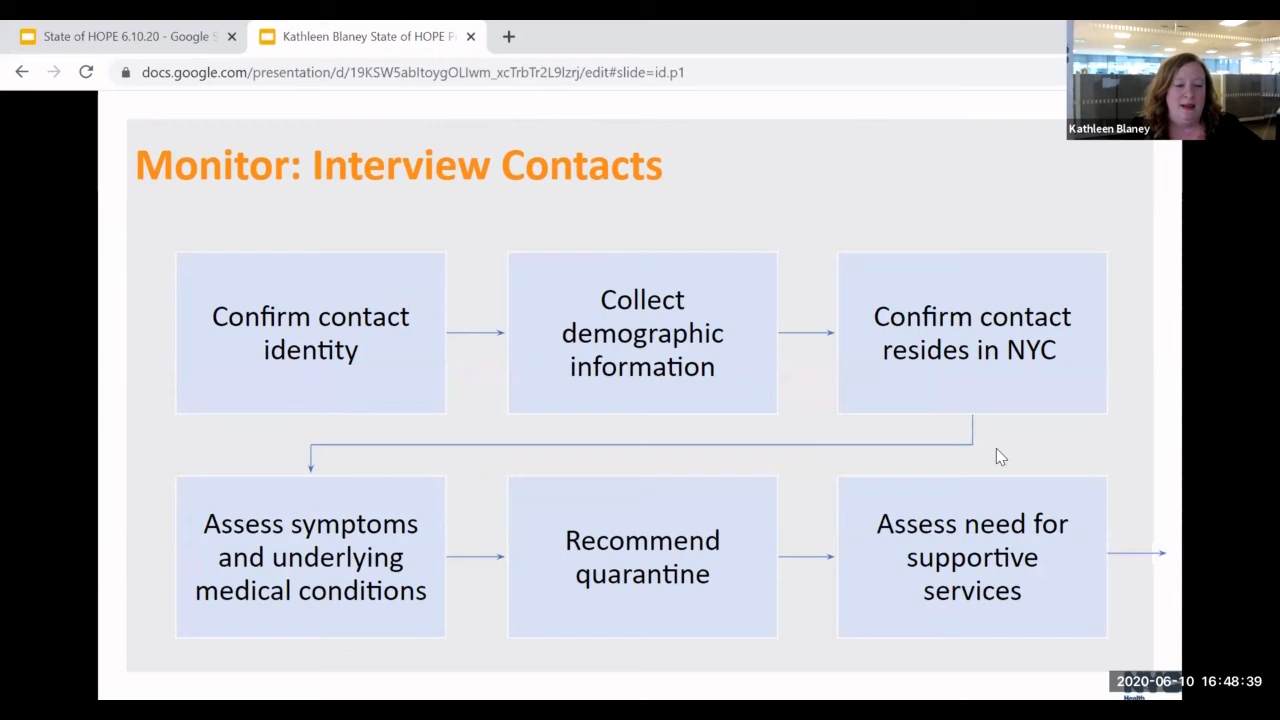 State of HOPE 6.10.20 - Google S
Kathleen Blaney State of HOPE P
docs.google.com/presentation/d/19KSW5abitoygOLIwm_xcTrbTr2L9lzrj/edit#slide=id.p1
Kathleen Blaney
Monitor: Interview Contacts
Confirm contact
identity
Collect
demographic
information
Confirm contact
resides in NYC
Assess symptoms
and underlying
medical conditions
Recommend
quarantine
Assess need for
supportive
services
2020-06-10 16:48:39
Health